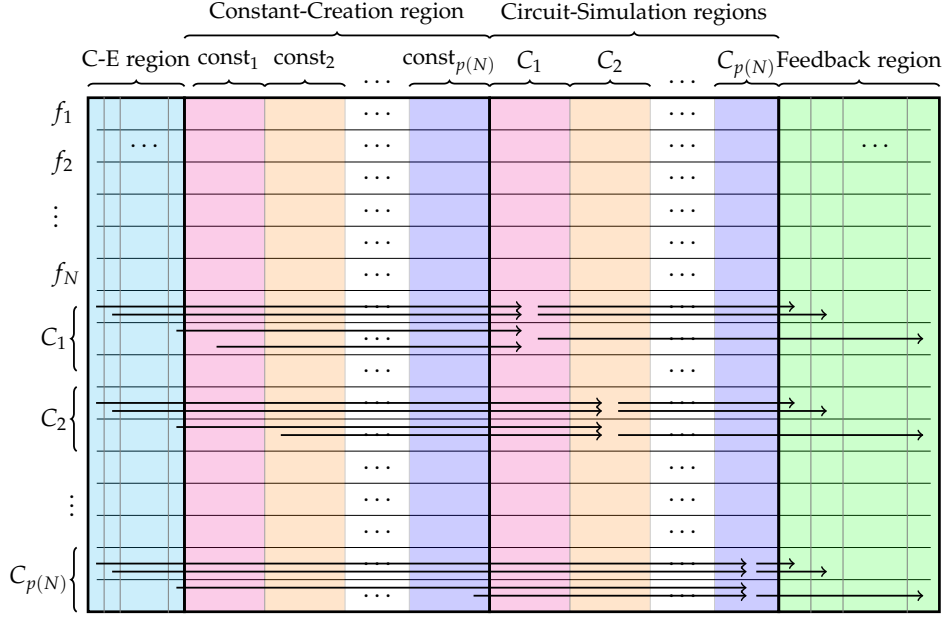 Constant-Creation region Circuit-Simulation regions
C-E region const₁ const₂ ··· const_{p(N)} C₁ C₂ ··· C_{p(N)} Feedback region
f₁ ··· ···
··· ··· ··· ···
f₂ ··· ···
⋮
··· ···
f_N
···
C₁ ··· ···
··· ···
C₂ ··· ···
··· ···
··· ···
⋮ ··· ···
··· ···
C_{p(N)} ··· ···
··· ···